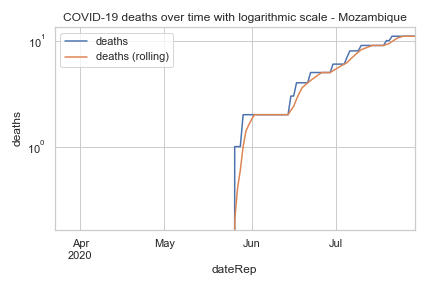 COVID-19 deaths over time with logarithmic scale - Mozambique
deaths
deaths (rolling)
10¹
10⁰
deaths
Apr
2020
May
Jun
Jul
dateRep